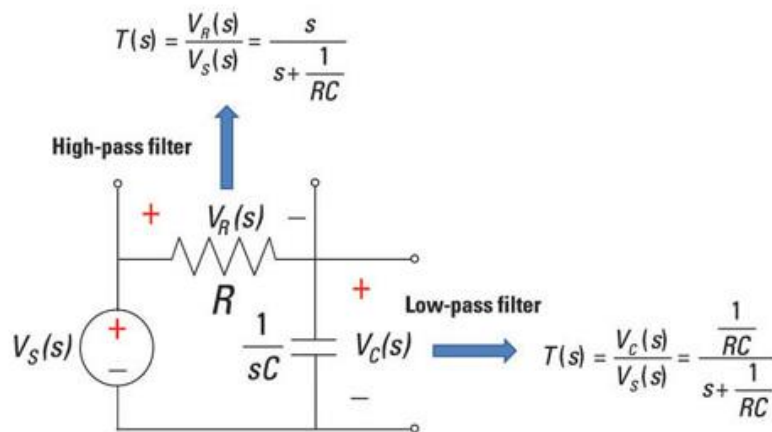 T(s) = V_R(s)/V_S(s) = s/(s + 1/RC)
High-pass filter
+ V_R(s) −
R
+
V_S(s)
−
1/sC
+
V_C(s)
−
Low-pass filter
T(s) = V_C(s)/V_S(s) = (1/RC)/(s + 1/RC)